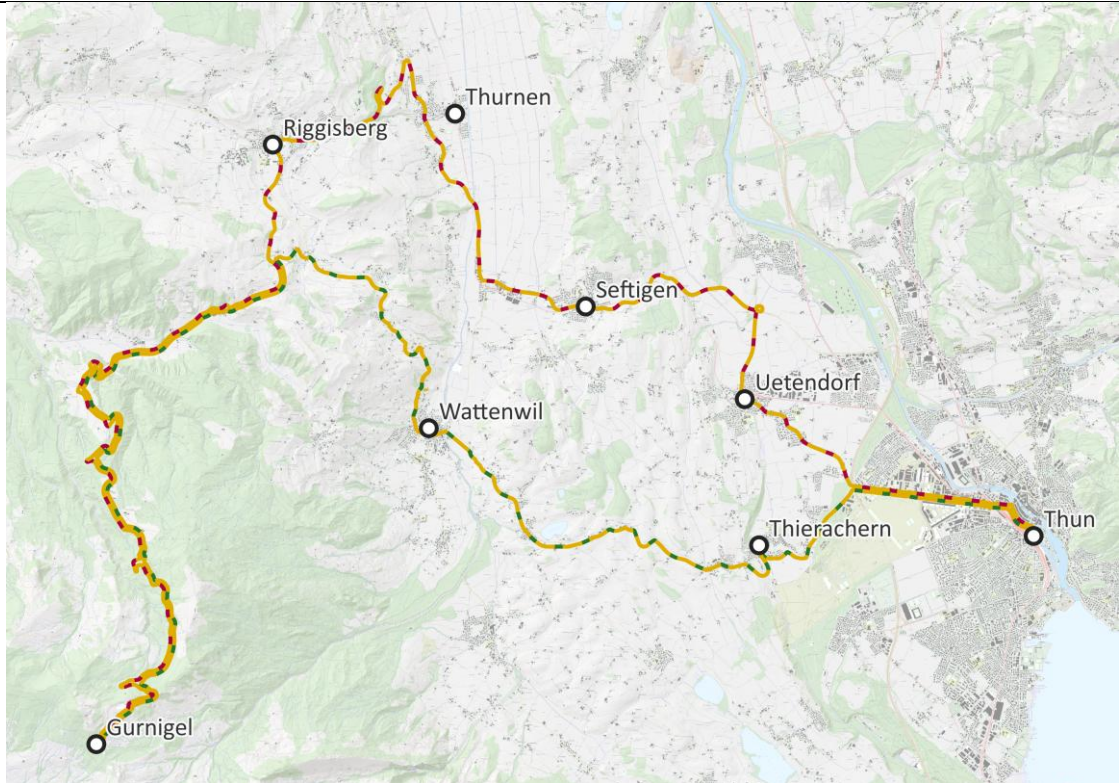 Thurnen
Riggisberg
Seftigen
Uetendorf
Wattenwil
Thierachern
Thun
Gurnigel